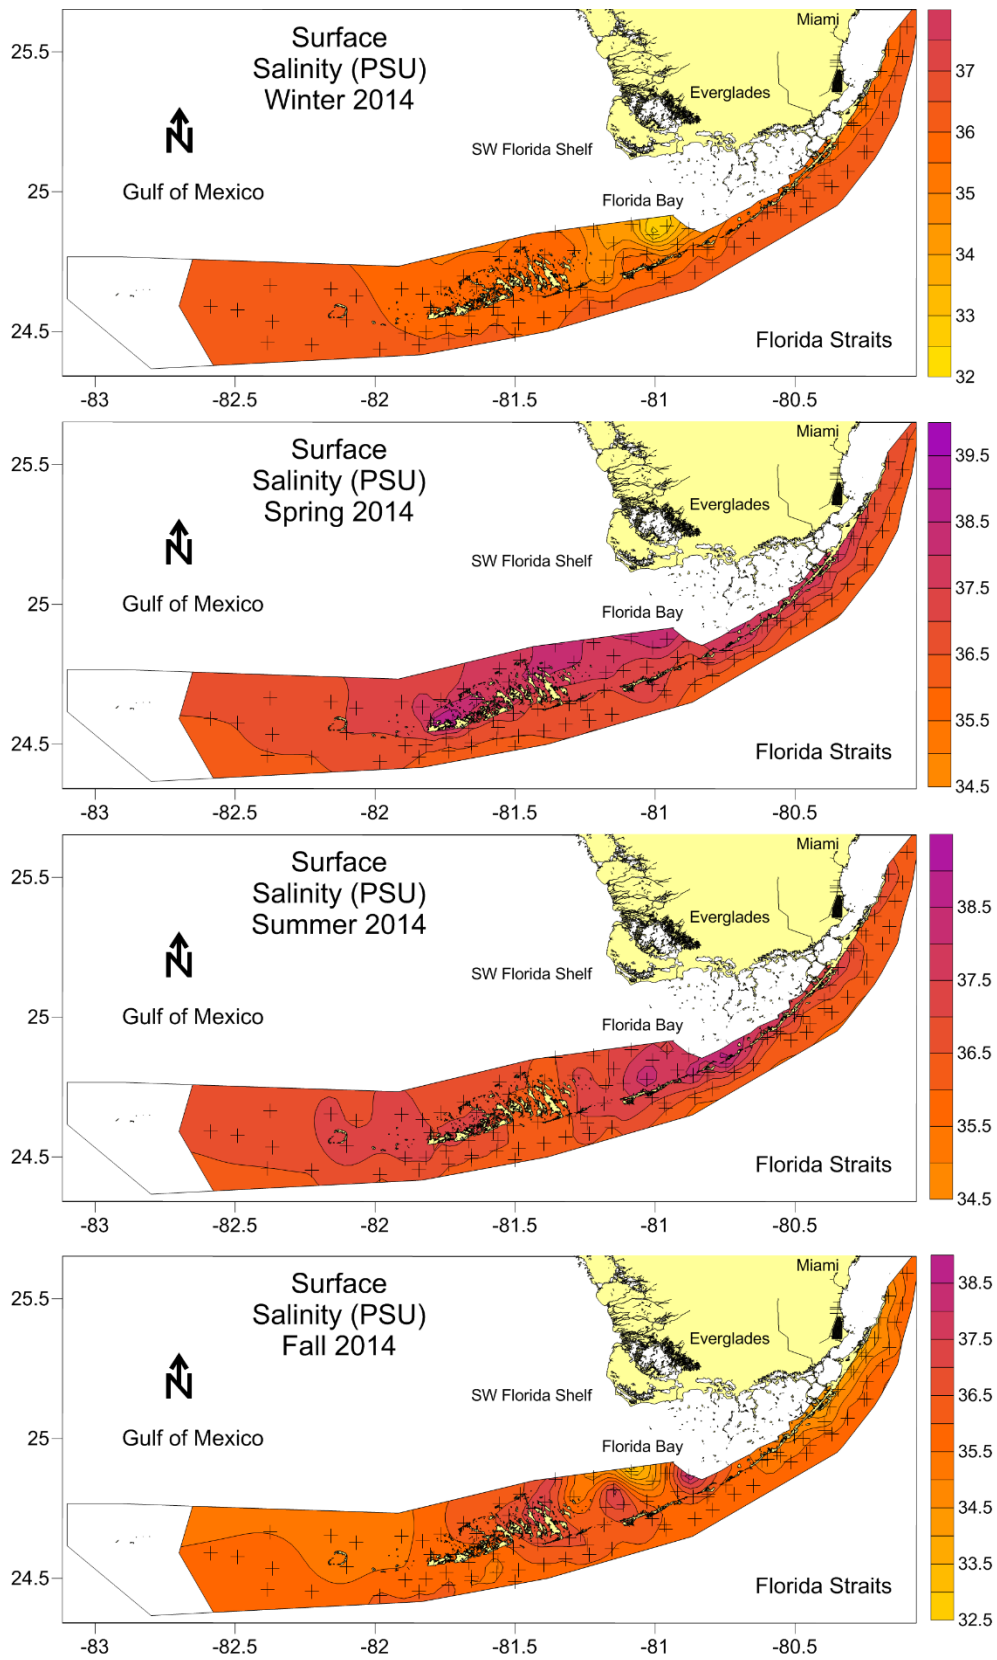 Surface
Salinity (PSU)
Winter 2014
N
Gulf of Mexico
SW Florida Shelf
Florida Bay
Everglades
Miami
Florida Straits
25.5
25
24.5
-83
-82.5
-82
-81.5
-81
-80.5
37
36
35
34
33
32
Surface
Salinity (PSU)
Spring 2014
N
Gulf of Mexico
SW Florida Shelf
Florida Bay
Everglades
Miami
Florida Straits
25.5
25
24.5
-83
-82.5
-82
-81.5
-81
-80.5
39.5
38.5
37.5
36.5
35.5
34.5
Surface
Salinity (PSU)
Summer 2014
N
Gulf of Mexico
SW Florida Shelf
Florida Bay
Everglades
Miami
Florida Straits
25.5
25
24.5
-83
-82.5
-82
-81.5
-81
-80.5
38.5
37.5
36.5
35.5
34.5
Surface
Salinity (PSU)
Fall 2014
N
Gulf of Mexico
SW Florida Shelf
Florida Bay
Everglades
Miami
Florida Straits
25.5
25
24.5
-83
-82.5
-82
-81.5
-81
-80.5
38.5
37.5
36.5
35.5
34.5
33.5
32.5